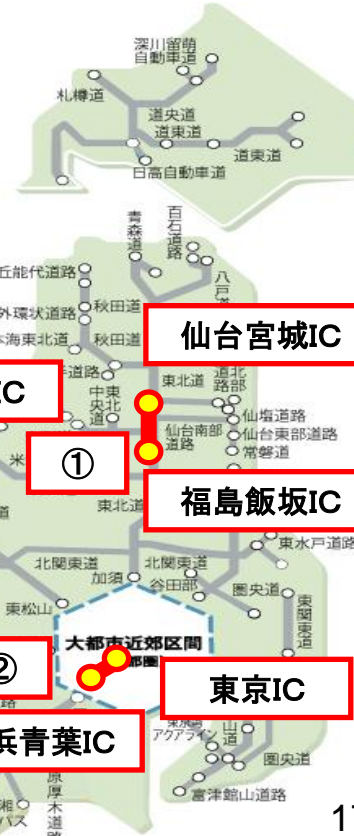 深川留萌
自動車道
札樽道
道央道
道東道
道東道
日高自動車道
青森道
百石道路
八戸道
丘能代道路
外環状道路
秋田道
海東北道
秋田道
仙台宮城IC
東北道
IC
中央道
東北
仙塩道路
仙台南部
道路
仙台東部道路
常磐道
①
米
福島飯坂IC
東北道
道
東水戸道路
北関東道
北関東道
加須
谷田部
圏央道
東関東道
東松山
大都市近郊区間
②
東京IC
浜青葉IC
アクアライン
圏央道
原厚木道路
富津館山道路
バス
17